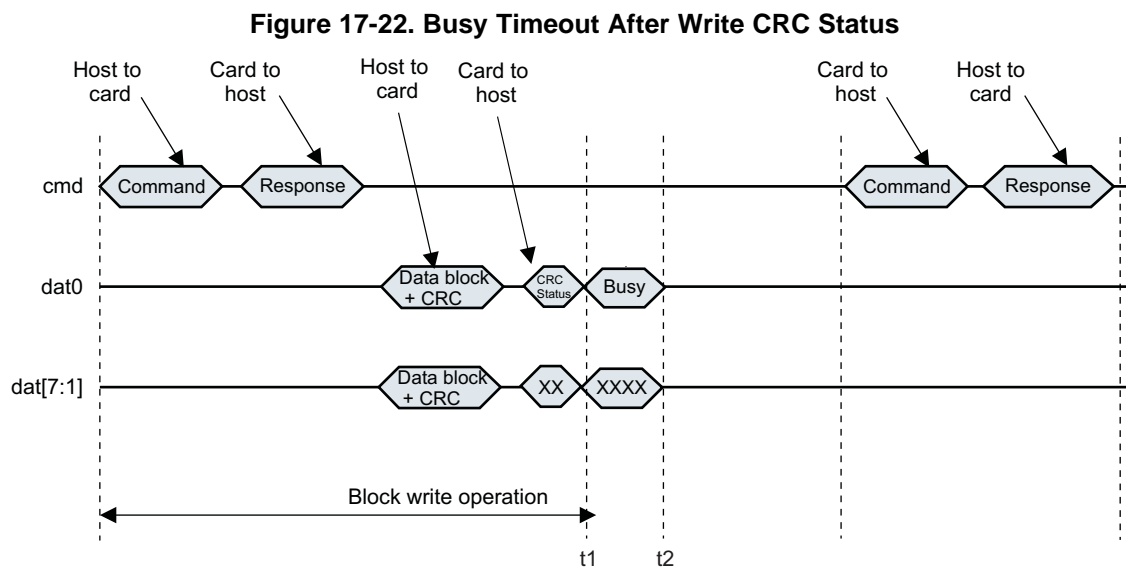 Figure 17-22. Busy Timeout After Write CRC Status
Host to
card
Card to
host
Host to
card
Card to
host
Card to
host
Host to
card
cmd
Command
Response
Command
Response
dat0
Data block
+ CRC
CRC
Status
Busy
dat[7:1]
Data block
+ CRC
XX
XXXX
Block write operation
t1
t2